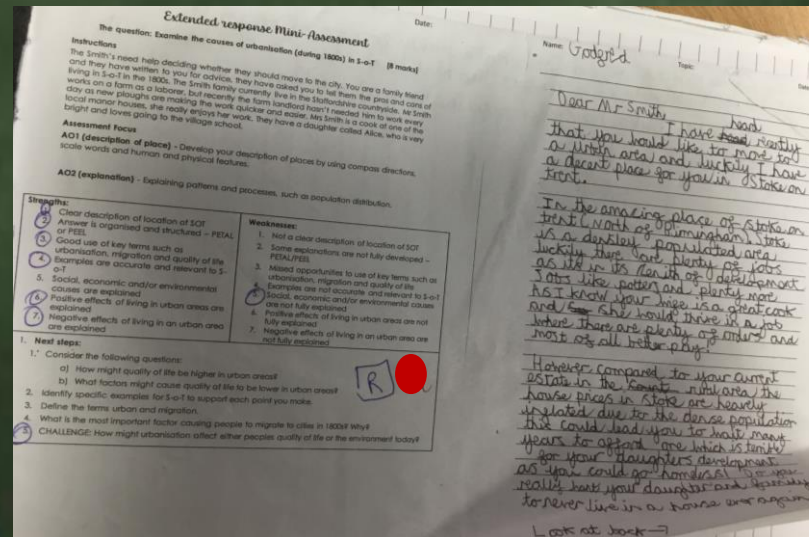 Extended response Mini-Assessment
Date:
The question: Examine the causes of urbanisation (during 1800s) in S-o-T [8 marks]
Instructions
The Smith's need help deciding whether they should move to the city. You are a family friend
and they have written to you for advice, they have asked you to tell them the pros and cons of
living in S-o-T in the 1800s. The Smith family currently live in the Staffordshire countryside. Mr Smith
works on a farm as a laborer, but recently the farm landlord hasn't needed him to work every
day as new ploughs are making the work quicker and easier. Mrs Smith is a cook at one of the
local manor houses, she really enjoys her work. They have a daughter called Alice, who is very
bright and loves going to the village school.
Assessment Focus
AO1 (description of place) - Develop your description of places by using compass directions,
scale words and human and physical features.
AO2 (explanation) - Explaining patterns and processes, such as population distribution.
Strengths:
1. Clear description of location of SOT
2. Answer is organised and structured – PETAL
or PEEL
3. Good use of key terms such as
urbanisation, migration and quality of life
4. Examples are accurate and relevant to S-
o-T
5. Social, economic and/or environmental
causes are explained
6. Positive effects of living in urban areas are
explained
7. Negative effects of living in an urban area
are explained
Weaknesses:
1. Not a clear description of location of SOT
2. Some explanations are not fully developed –
PETAL/PEEL
3. Missed opportunities to use of key terms such as
urbanisation, migration and quality of life
4. Examples are not accurate and relevant to S-o-T
5. Social, economic and/or environmental causes
are not fully explained
6. Positive effects of living in urban areas are not
fully explained
7. Negative effects of living in an urban area are
not fully explained
1. Next steps:
1. Consider the following questions:
a) How might quality of life be higher in urban areas?
b) What factors might cause quality of life to be lower in urban areas?
2. Identify specific examples for S-o-T to support each point you make.
3. Define the terms urban and migration.
4. What is the most important factor causing people to migrate to cities in 1800s? Why?
5. CHALLENGE: How might urbanisation affect either peoples quality of life or the environment today?
R
Name:
Topic:
Dear Mr Smith,
head
I have head recently
that you would like to move to
a urban area and luckily I have
a decent place for you in Stoke on
trent.
In the amazing place of stoke on
trent (North of Birmingham). Stoke
is a densley populated area
luckily there are plenty of jobs
as its in its zenith of development
Jobs like potters and plenty more
As I know your wife is a great cook
and she would thrive in a job
where there are plenty of orders and
most of all better pay!
However compared to your current
estate in the rural area the
house prices in stoke are heavely
inflated due to the dense population
this could lead you to wait many
years to afford one which is terrible
for your daughters development
as you could go homeless! Do you
really want your daughter and family
to never live in a house ever again
Look at back →